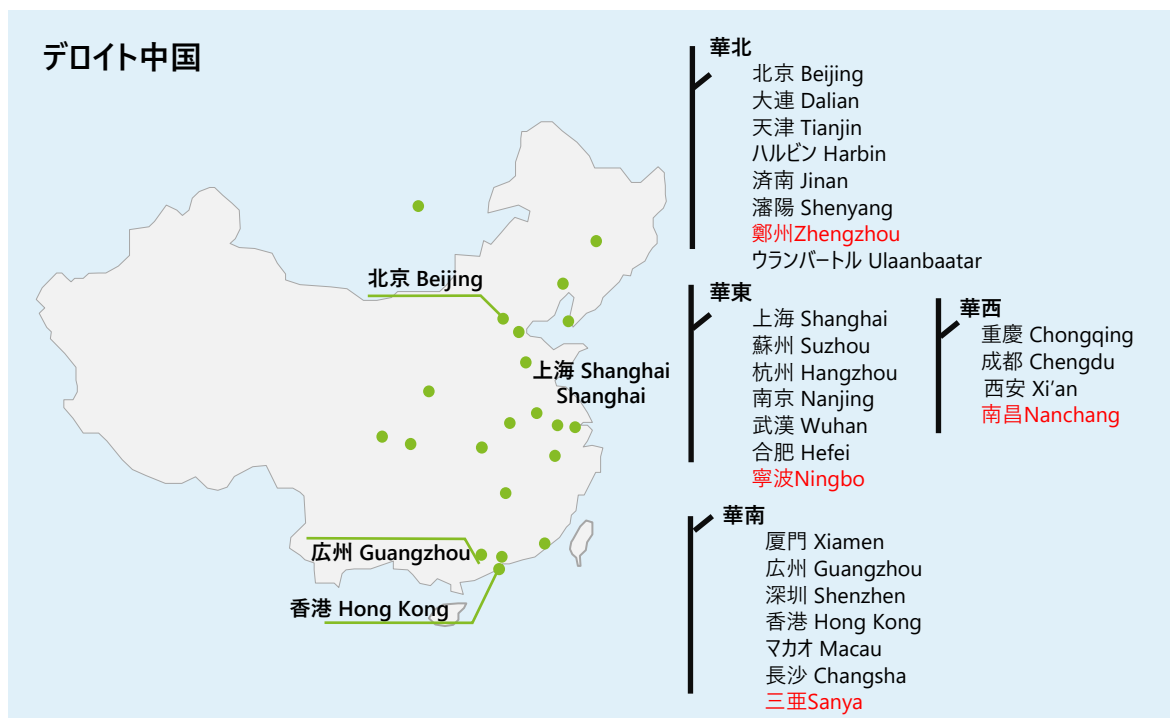 デロイト中国
北京 Beijing
上海 Shanghai
Shanghai
広州 Guangzhou
香港 Hong Kong
華北
北京 Beijing
大連 Dalian
天津 Tianjin
ハルビン Harbin
済南 Jinan
瀋陽 Shenyang
鄭州Zhengzhou
ウランバートル Ulaanbaatar
華東
上海 Shanghai
蘇州 Suzhou
杭州 Hangzhou
南京 Nanjing
武漢 Wuhan
合肥 Hefei
寧波Ningbo
華西
重慶 Chongqing
成都 Chengdu
西安 Xi’an
南昌Nanchang
華南
厦門 Xiamen
広州 Guangzhou
深圳 Shenzhen
香港 Hong Kong
マカオ Macau
長沙 Changsha
三亜Sanya